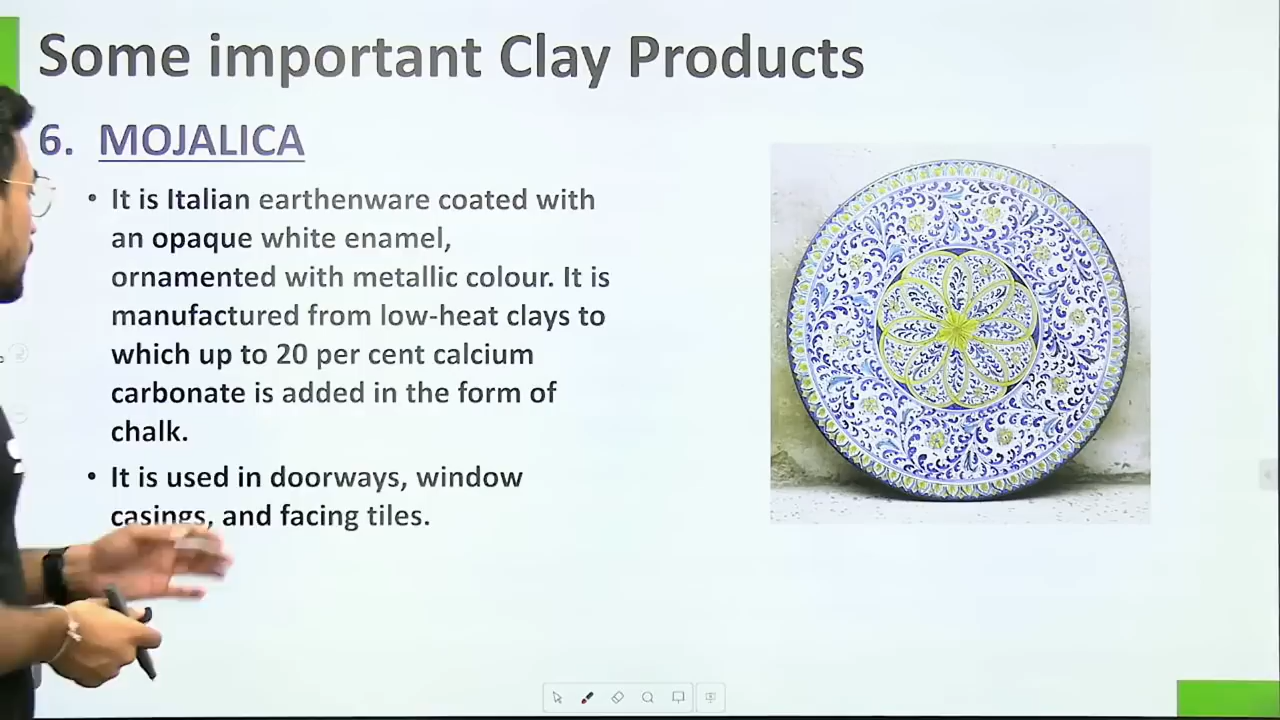 Some important Clay Products
6. MOJALICA
• It is Italian earthenware coated with
an opaque white enamel,
ornamented with metallic colour. It is
manufactured from low-heat clays to
which up to 20 per cent calcium
carbonate is added in the form of
chalk.
• It is used in doorways, window
casings, and facing tiles.